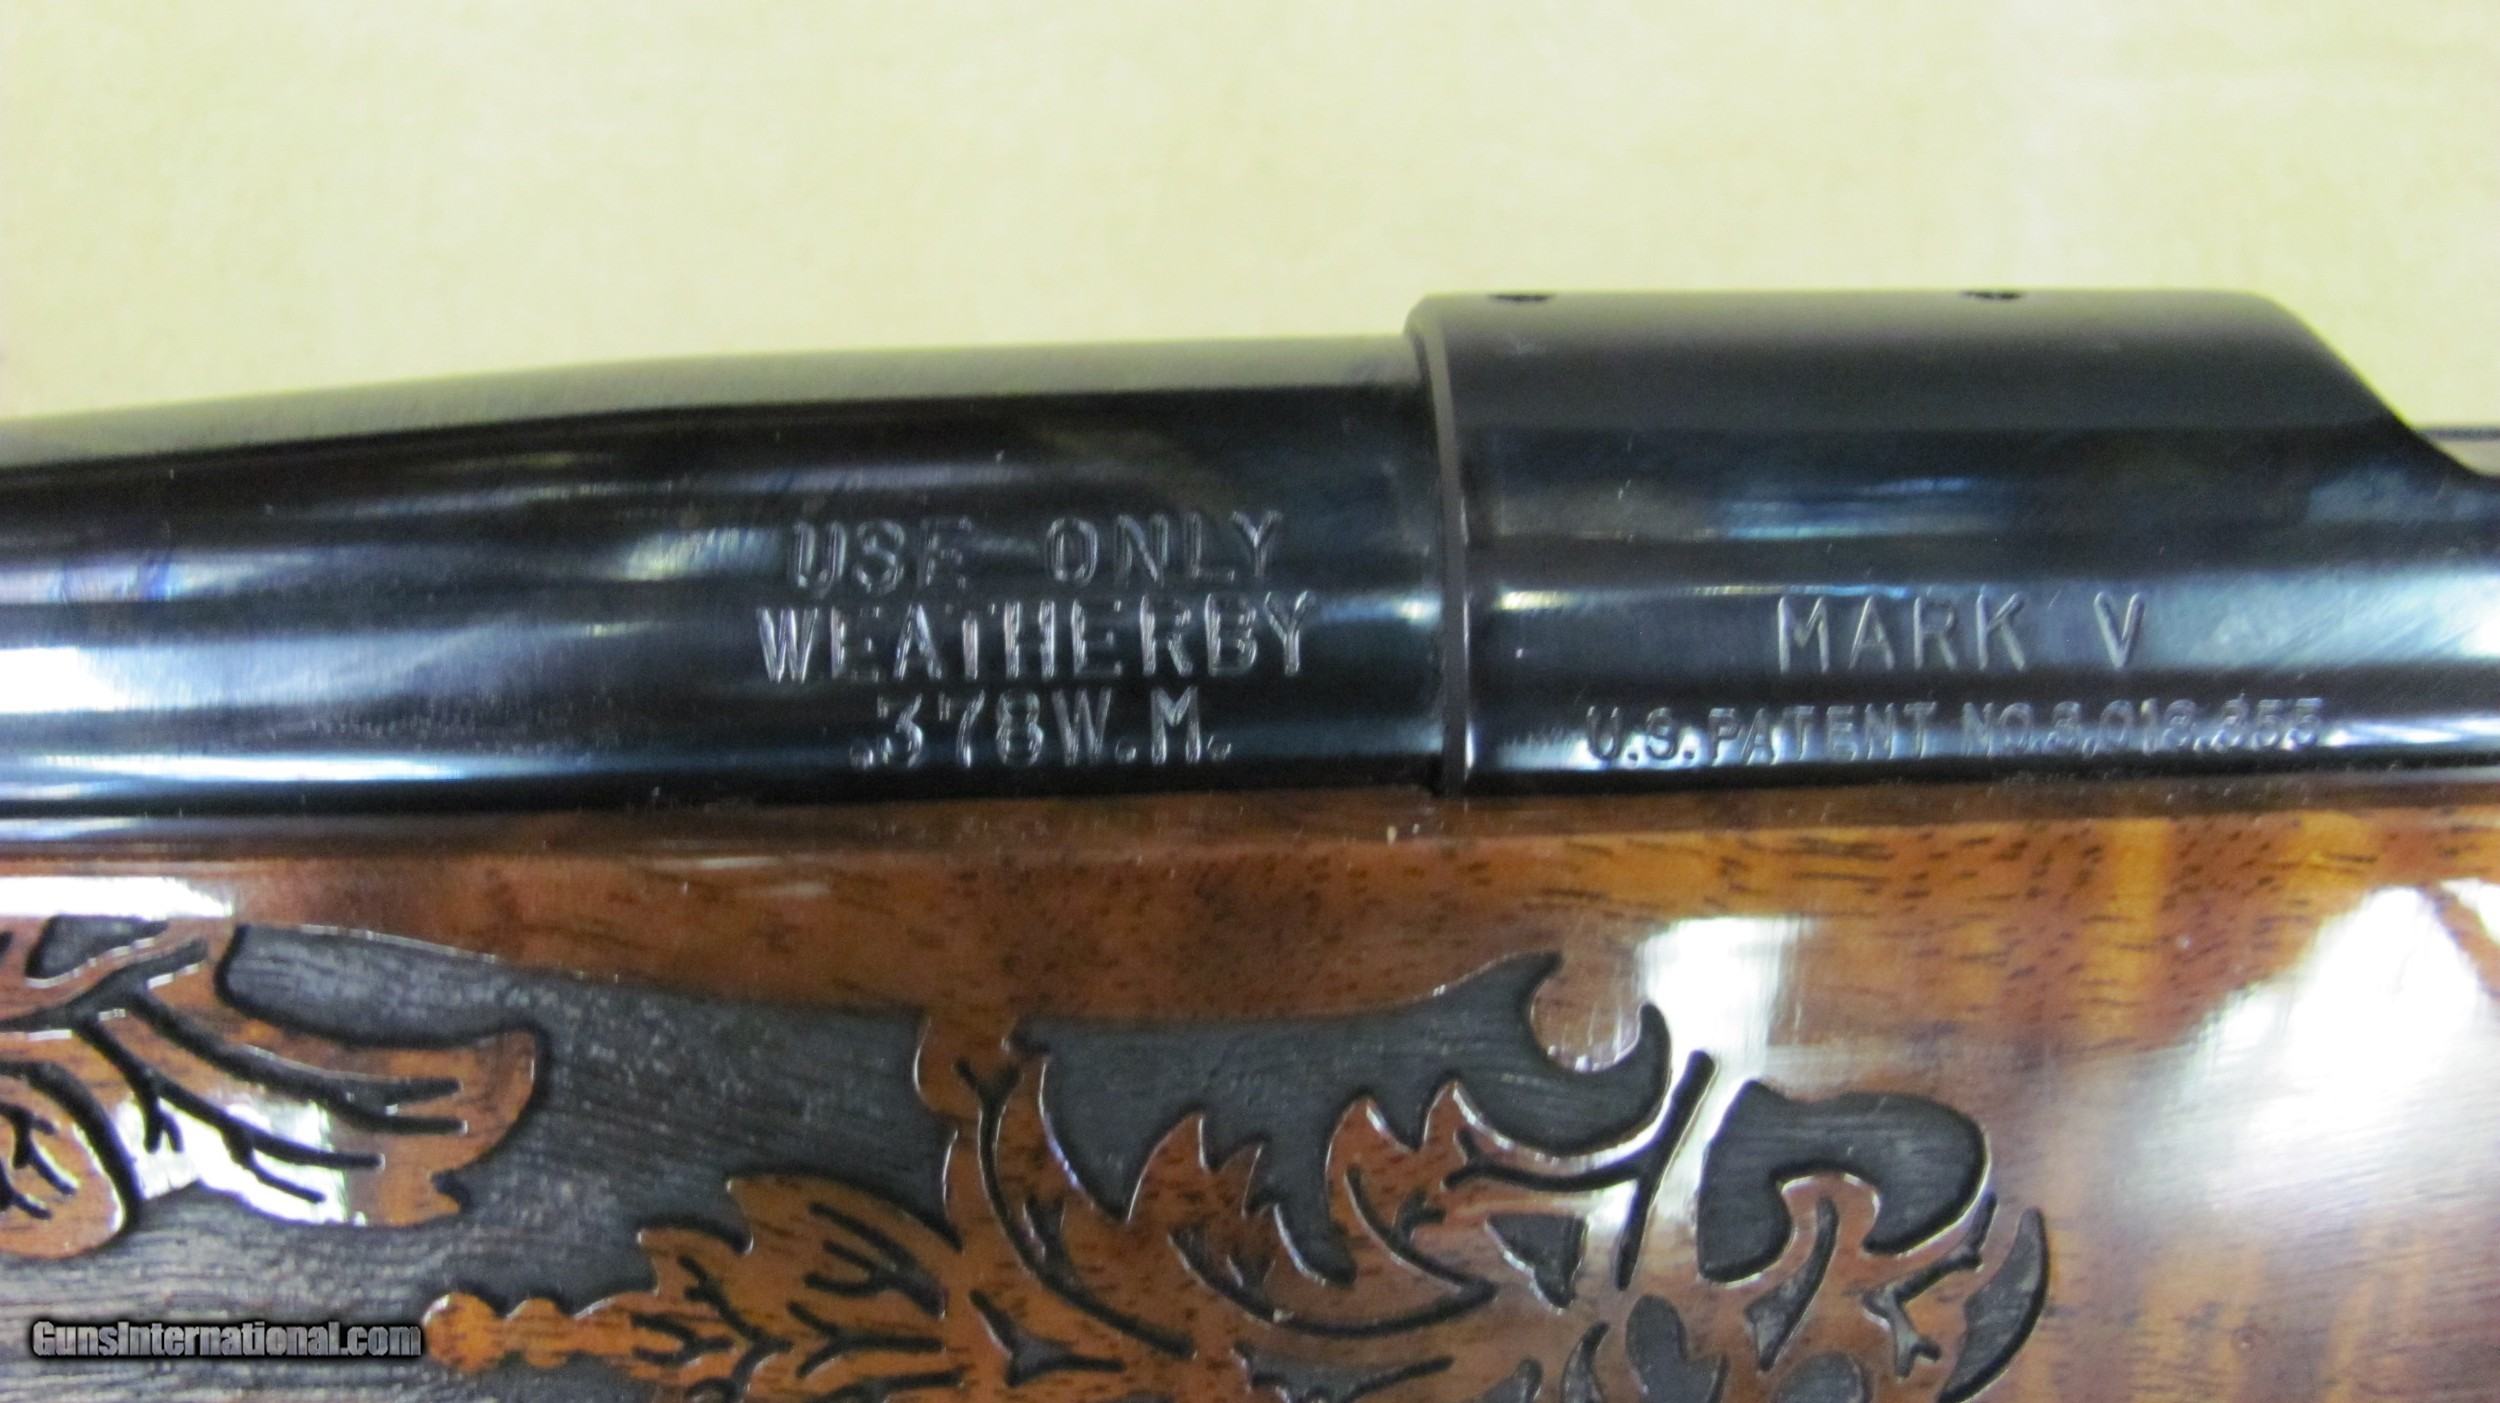 USE ONLY
WEATHERBY
.378W.M.
MARK V
U.S. PATENT NO. 3,013,355
GunsInternational.com